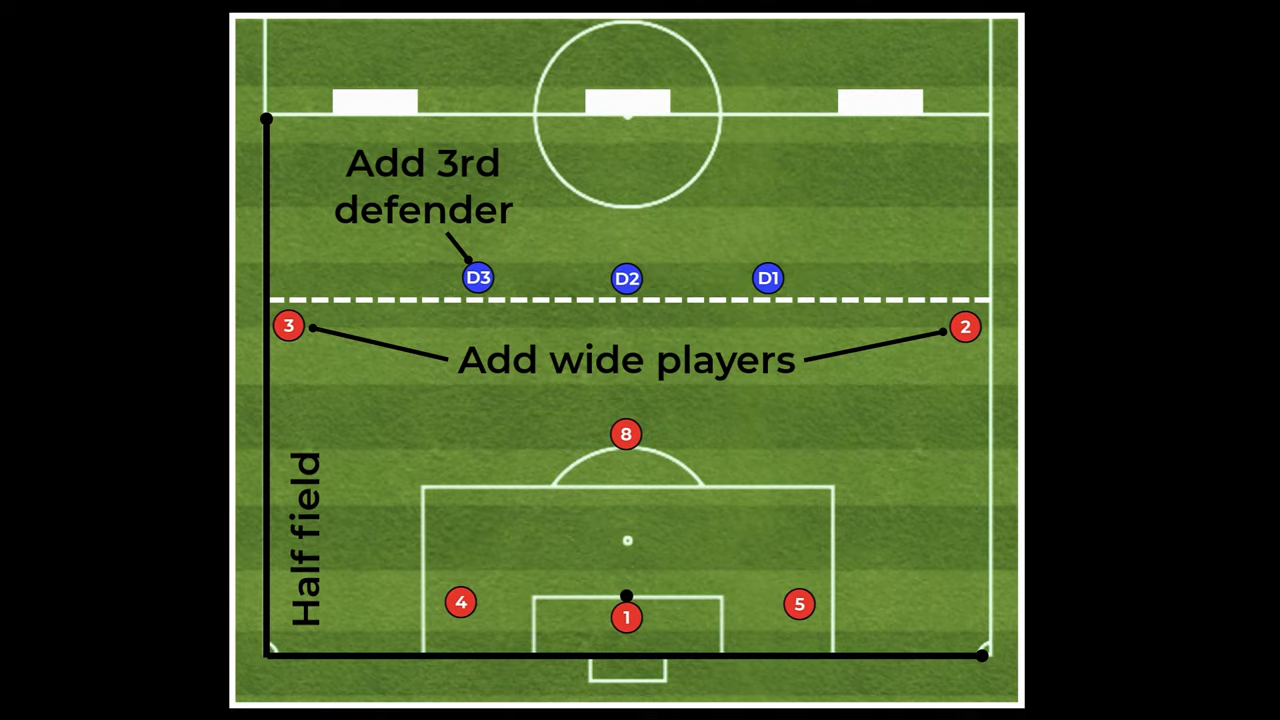 Add 3rd
defender
D3
D2
D1
3
2
Add wide players
8
Half field
4
1
5